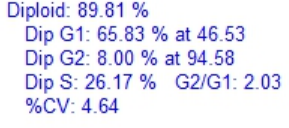 Diploid: 89.81 %
Dip G1: 65.83 % at 46.53
Dip G2: 8.00 % at 94.58
Dip S: 26.17 % G2/G1: 2.03
%CV: 4.64